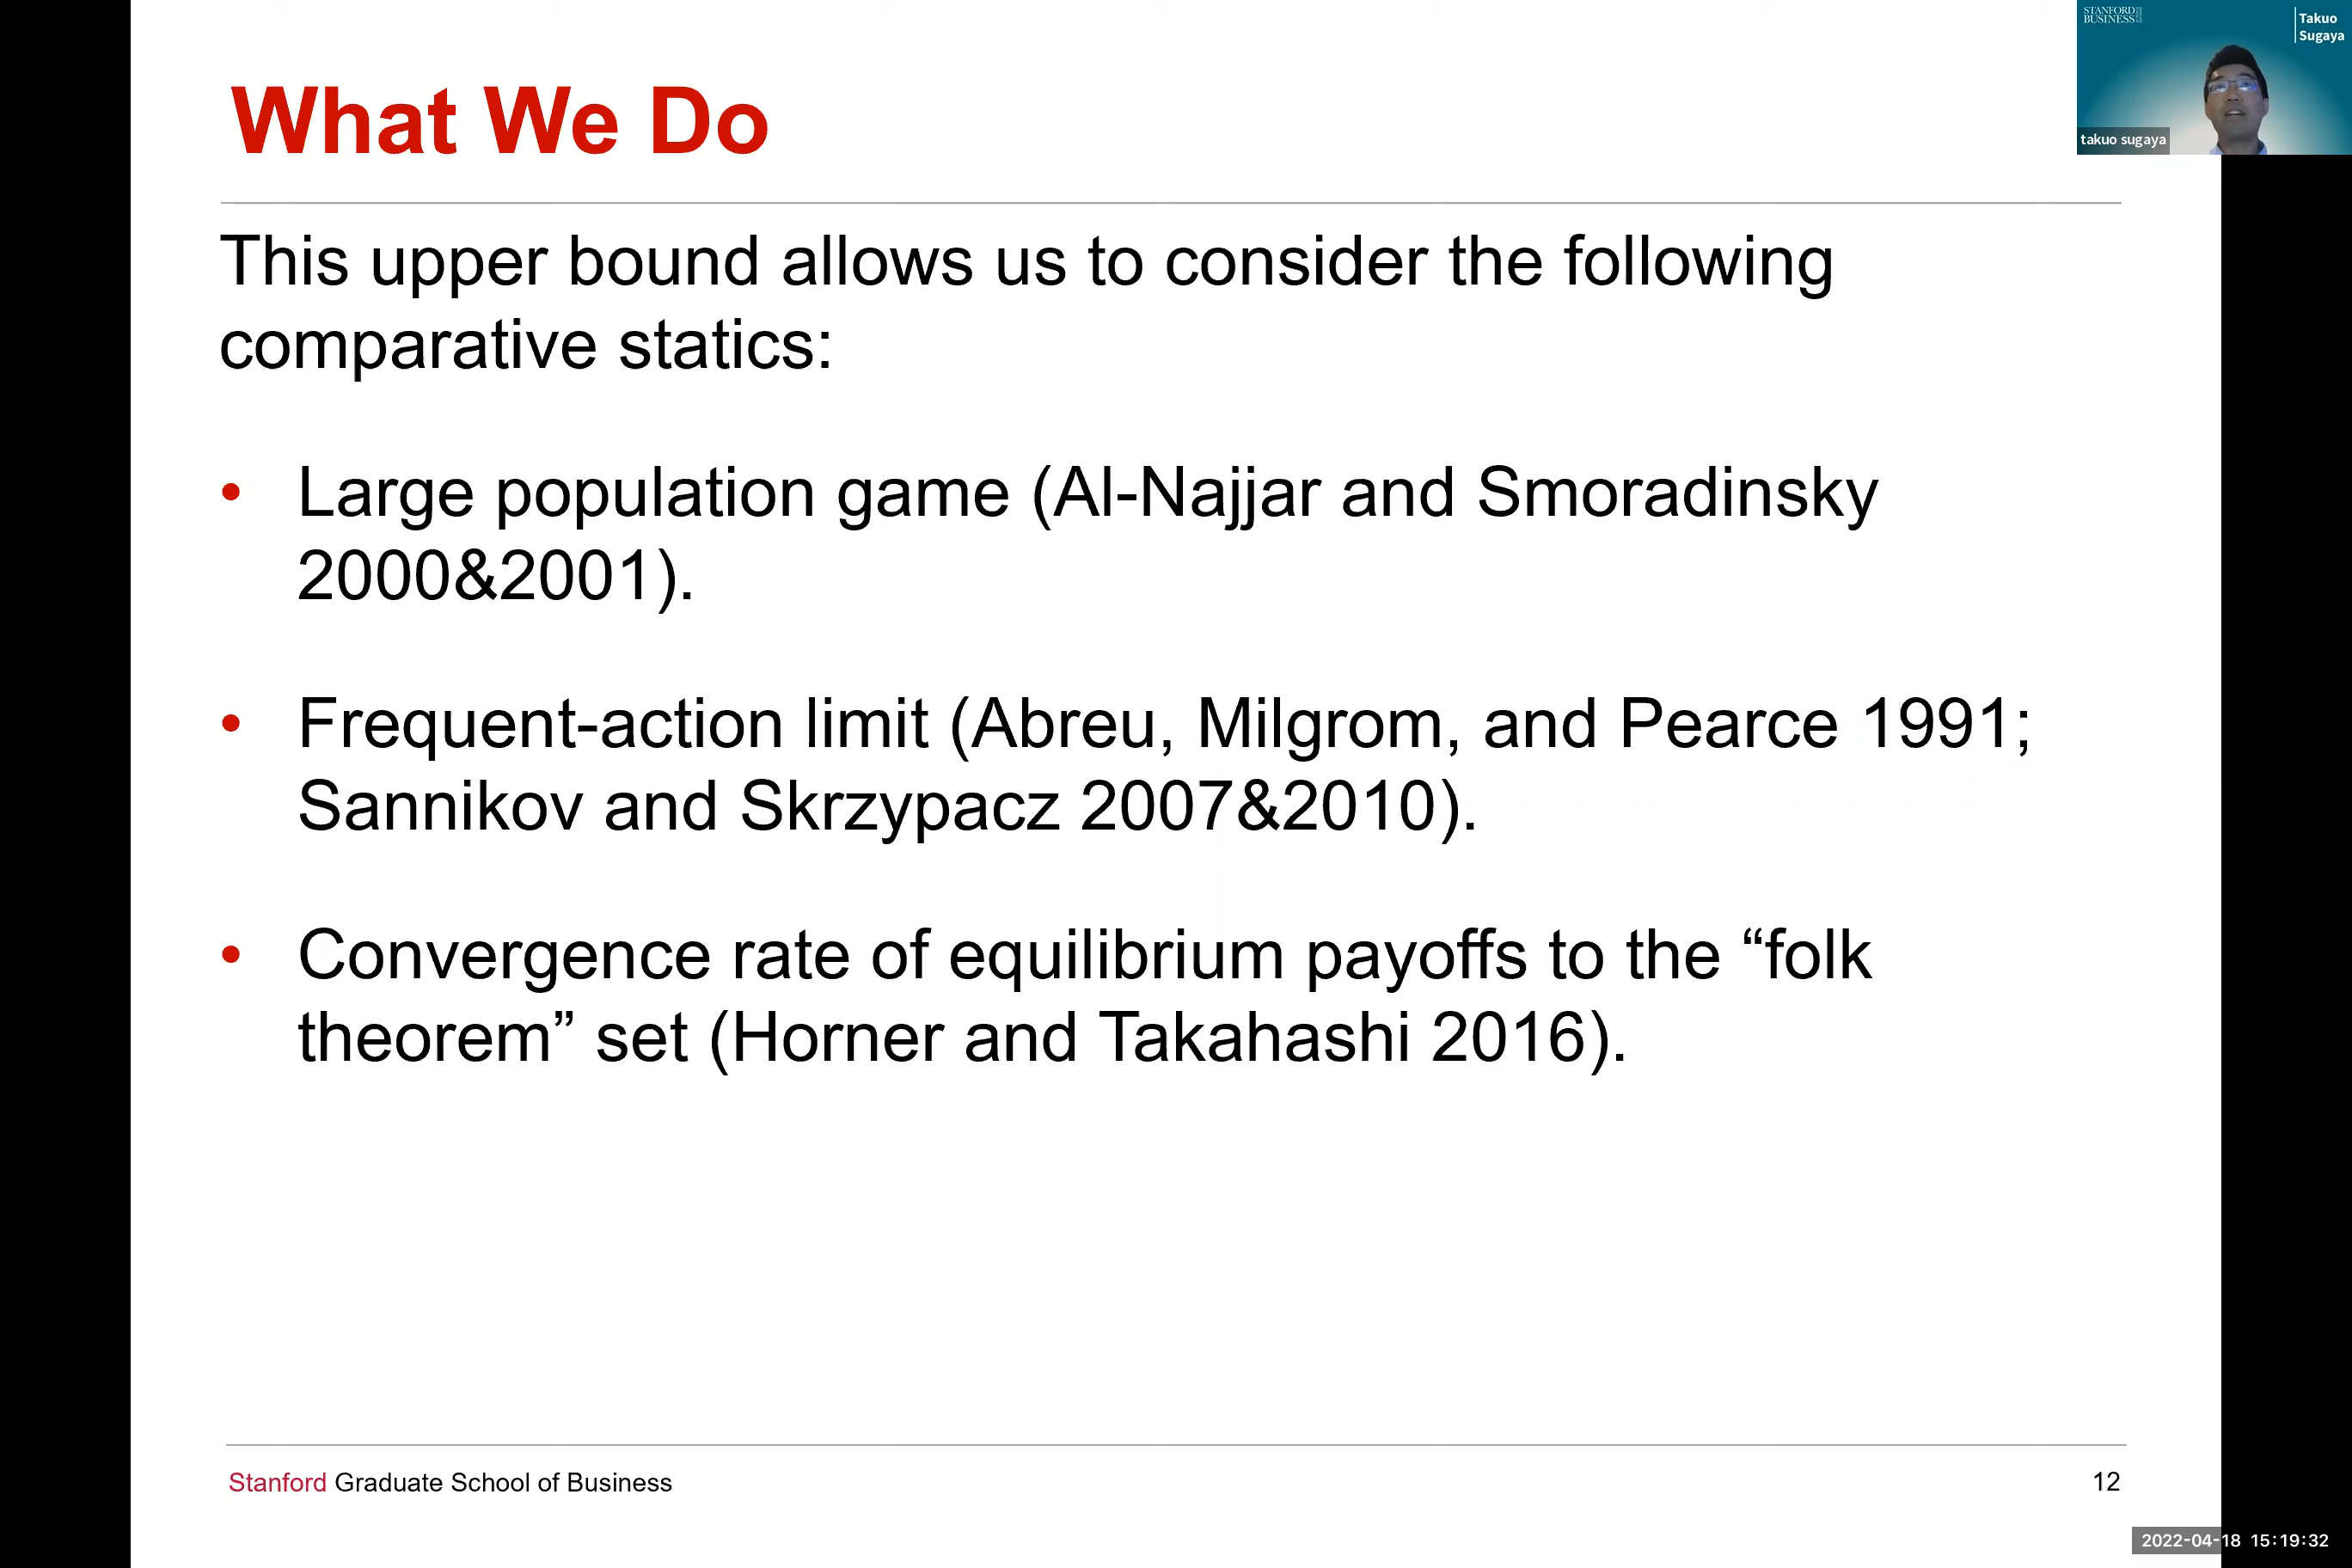 STANFORD
BUSINESS
Takuo
Sugaya
takuo sugaya
What We Do
This upper bound allows us to consider the following
comparative statics:
• Large population game (Al-Najjar and Smoradinsky
2000&2001).
• Frequent-action limit (Abreu, Milgrom, and Pearce 1991;
Sannikov and Skrzypacz 2007&2010).
• Convergence rate of equilibrium payoffs to the “folk
theorem” set (Horner and Takahashi 2016).
Stanford Graduate School of Business
12
2022-04-18 15:19:32